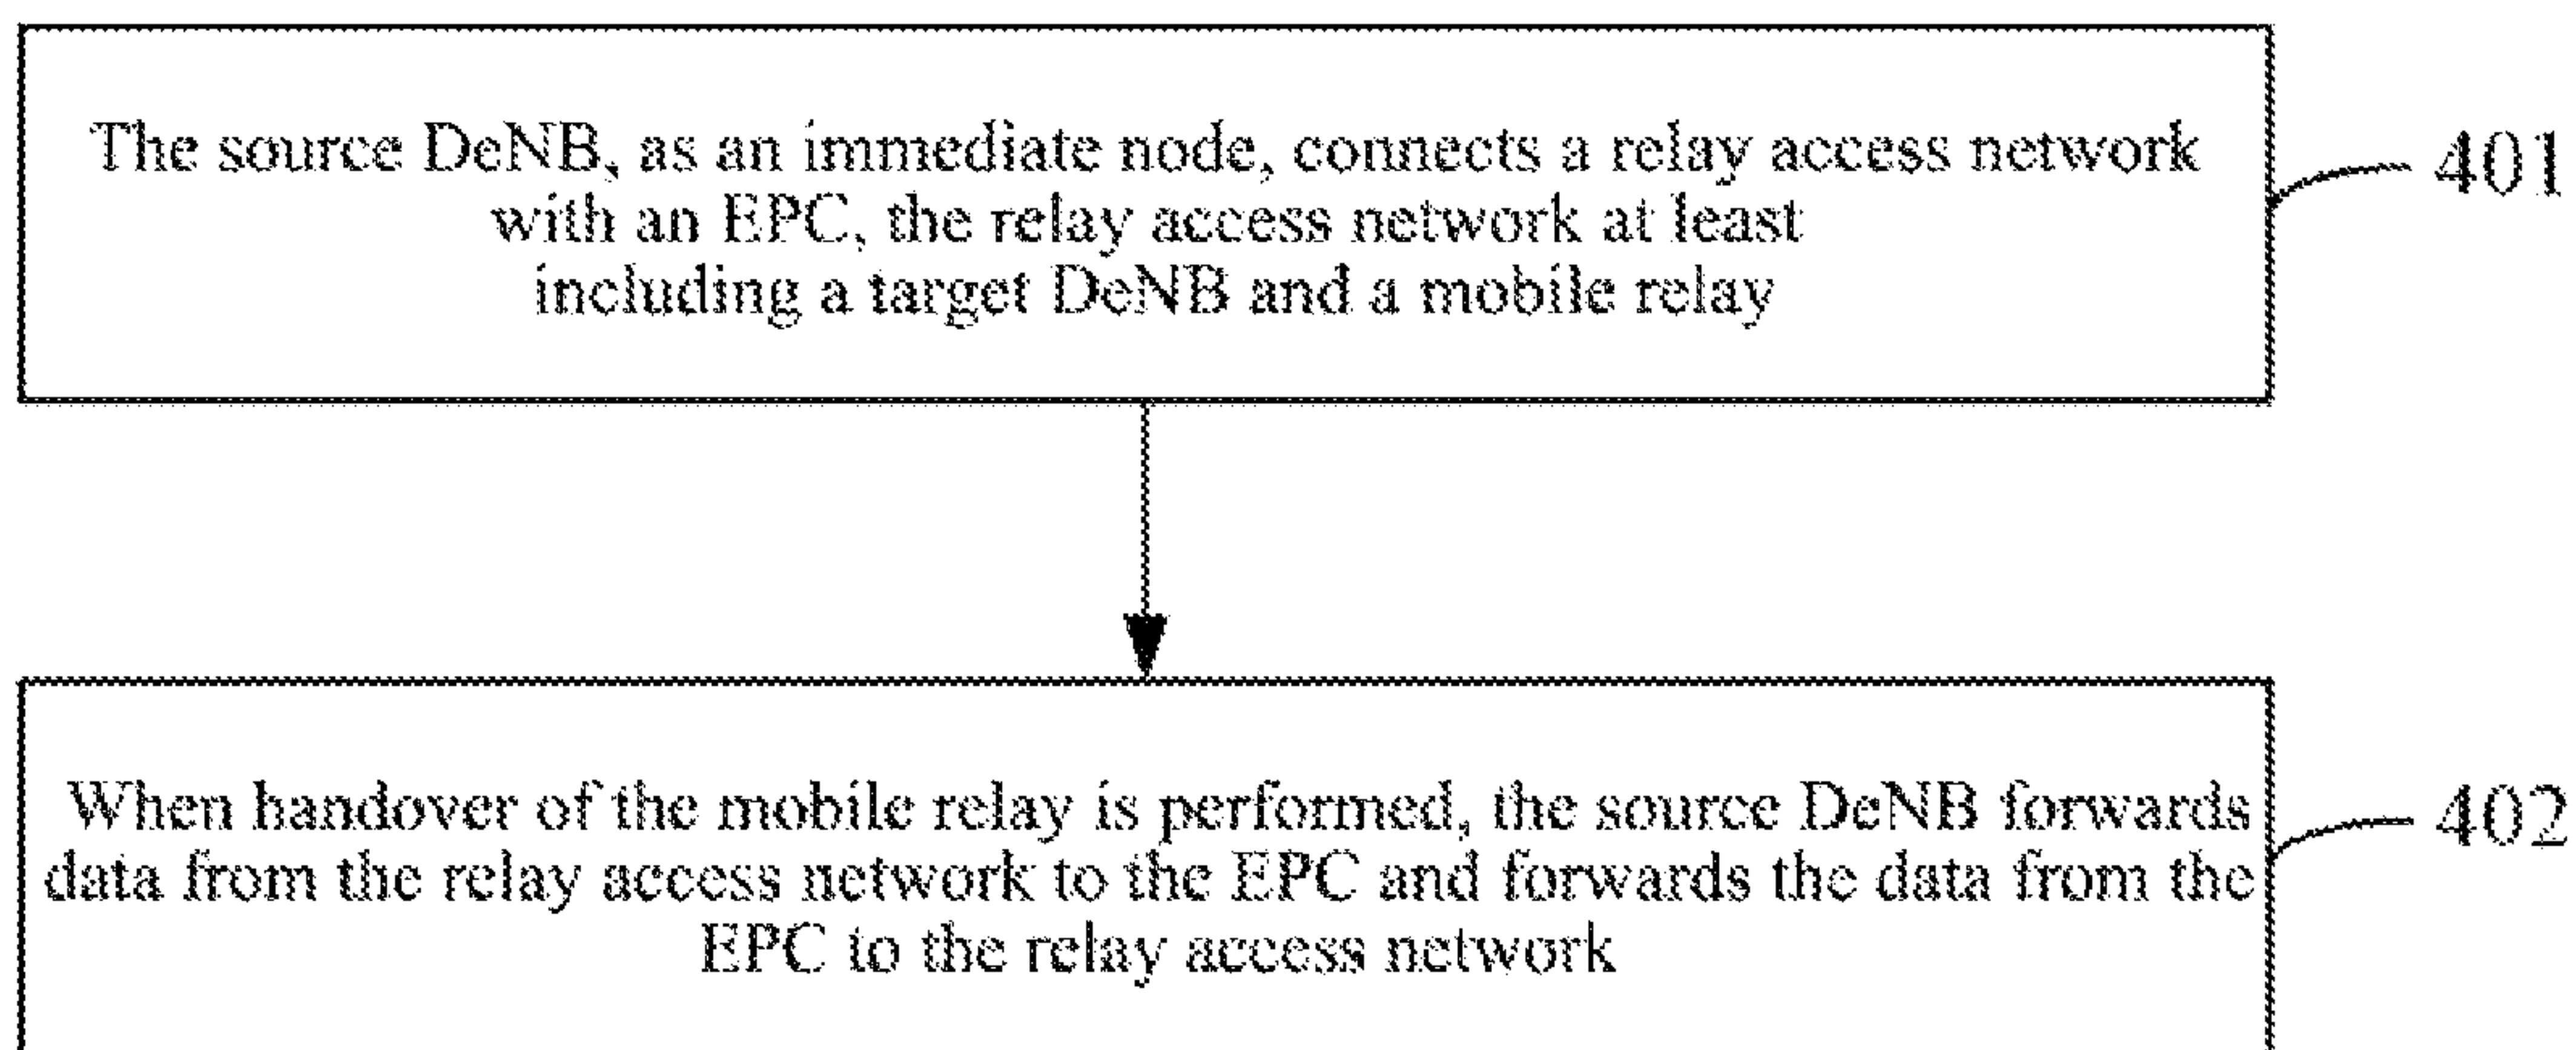 The source DeNB, as an immediate node, connects a relay access network
with an EPC, the relay access network at least
including a target DeNB and a mobile relay
401
When handover of the mobile relay is performed, the source DeNB forwards
data from the relay access network to the EPC and forwards the data from the
EPC to the relay access network
402